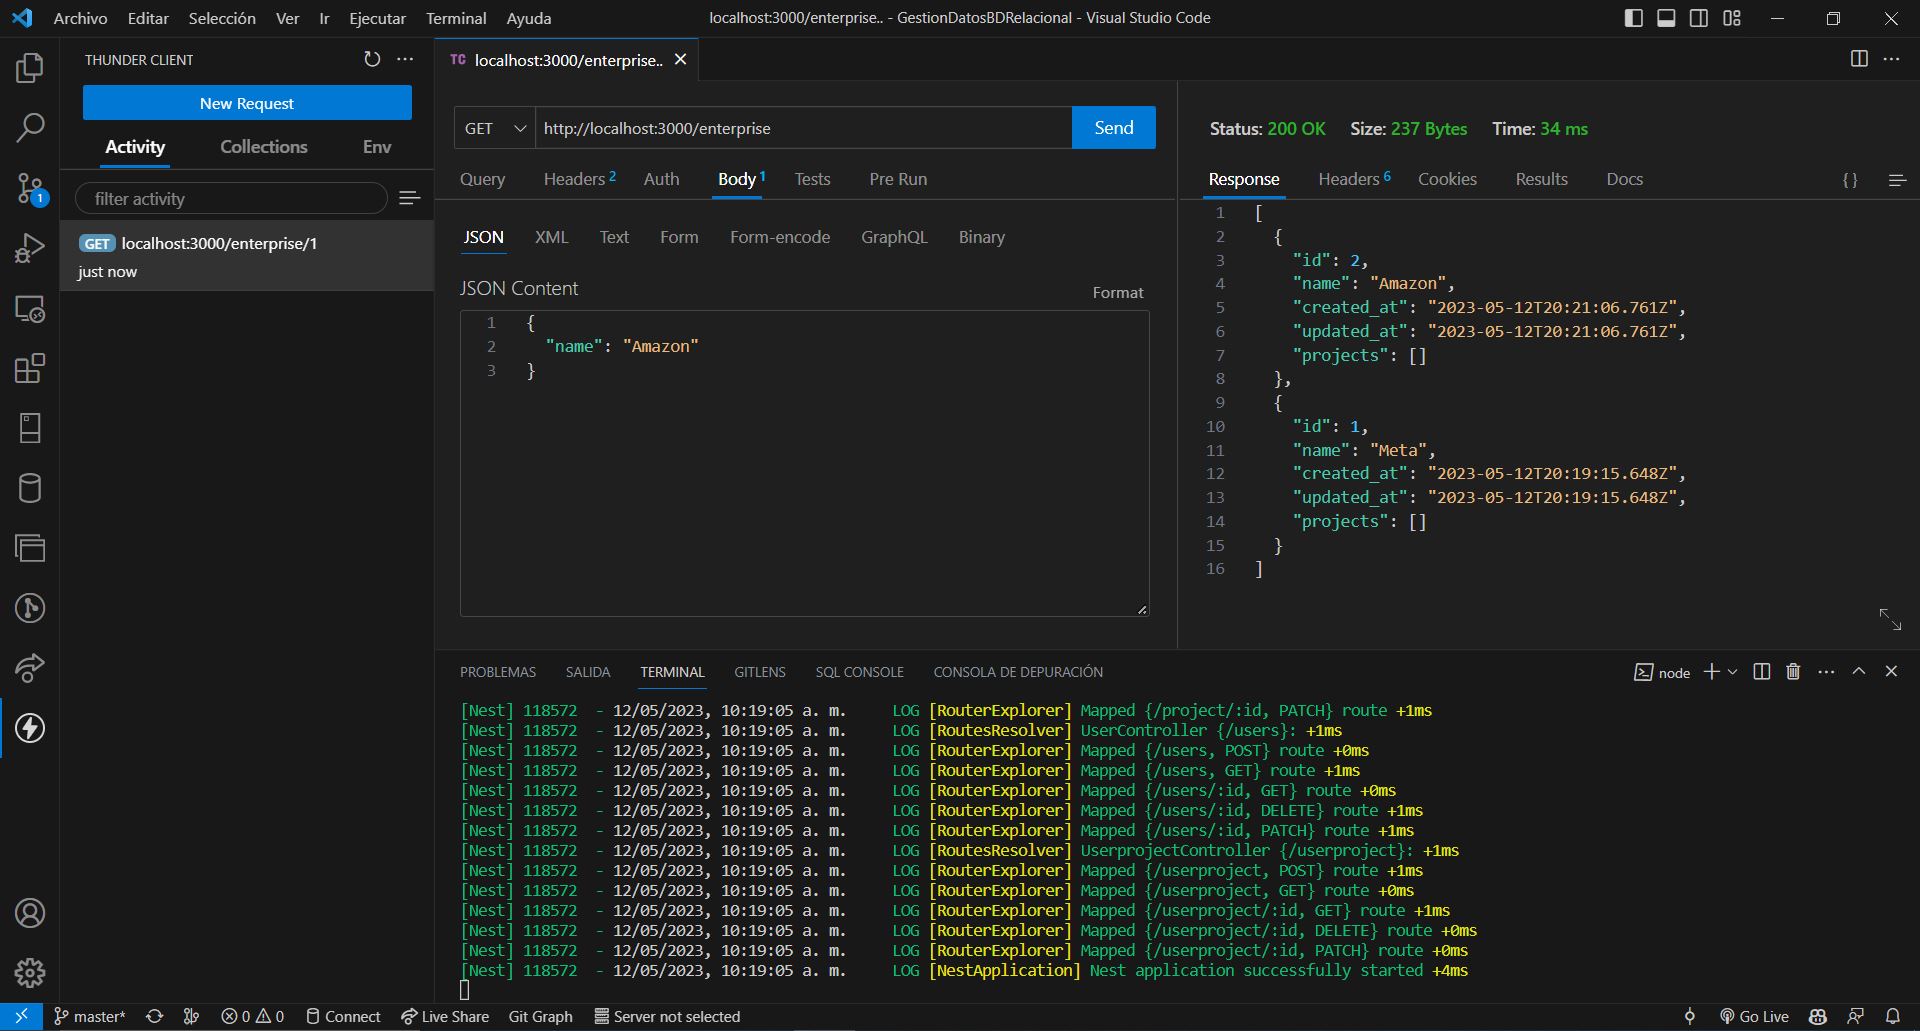 Archivo Editar Selección Ver Ir Ejecutar Terminal Ayuda
localhost:3000/enterprise.. - GestionDatosBDRelacional - Visual Studio Code
THUNDER CLIENT
New Request
Activity Collections Env
filter activity
GET localhost:3000/enterprise/1
just now
1
TC localhost:3000/enterprise..
GET http://localhost:3000/enterprise Send
Query Headers 2 Auth Body 1 Tests Pre Run
JSON XML Text Form Form-encode GraphQL Binary
JSON Content
Format
1 {
2 "name": "Amazon"
3 }
Status: 200 OK Size: 237 Bytes Time: 34 ms
Response Headers 6 Cookies Results Docs {}
1 [
2 {
3 "id": 2,
4 "name": "Amazon",
5 "created_at": "2023-05-12T20:21:06.761Z",
6 "updated_at": "2023-05-12T20:21:06.761Z",
7 "projects": []
8 },
9 {
10 "id": 1,
11 "name": "Meta",
12 "created_at": "2023-05-12T20:19:15.648Z",
13 "updated_at": "2023-05-12T20:19:15.648Z",
14 "projects": []
15 }
16 ]
PROBLEMAS SALIDA TERMINAL GITLENS SQL CONSOLE CONSOLA DE DEPURACIÓN
node
[Nest] 118572 - 12/05/2023, 10:19:05 a. m. LOG [RouterExplorer] Mapped {/project/:id, PATCH} route +1ms
[Nest] 118572 - 12/05/2023, 10:19:05 a. m. LOG [RoutesResolver] UserController {/users}: +1ms
[Nest] 118572 - 12/05/2023, 10:19:05 a. m. LOG [RouterExplorer] Mapped {/users, POST} route +0ms
[Nest] 118572 - 12/05/2023, 10:19:05 a. m. LOG [RouterExplorer] Mapped {/users, GET} route +1ms
[Nest] 118572 - 12/05/2023, 10:19:05 a. m. LOG [RouterExplorer] Mapped {/users/:id, GET} route +0ms
[Nest] 118572 - 12/05/2023, 10:19:05 a. m. LOG [RouterExplorer] Mapped {/users/:id, DELETE} route +1ms
[Nest] 118572 - 12/05/2023, 10:19:05 a. m. LOG [RouterExplorer] Mapped {/users/:id, PATCH} route +1ms
[Nest] 118572 - 12/05/2023, 10:19:05 a. m. LOG [RoutesResolver] UserprojectController {/userproject}: +1ms
[Nest] 118572 - 12/05/2023, 10:19:05 a. m. LOG [RouterExplorer] Mapped {/userproject, POST} route +1ms
[Nest] 118572 - 12/05/2023, 10:19:05 a. m. LOG [RouterExplorer] Mapped {/userproject, GET} route +0ms
[Nest] 118572 - 12/05/2023, 10:19:05 a. m. LOG [RouterExplorer] Mapped {/userproject/:id, GET} route +1ms
[Nest] 118572 - 12/05/2023, 10:19:05 a. m. LOG [RouterExplorer] Mapped {/userproject/:id, DELETE} route +0ms
[Nest] 118572 - 12/05/2023, 10:19:05 a. m. LOG [RouterExplorer] Mapped {/userproject/:id, PATCH} route +0ms
[Nest] 118572 - 12/05/2023, 10:19:05 a. m. LOG [NestApplication] Nest application successfully started +4ms
master* 0 0 Connect Live Share Git Graph Server not selected Go Live